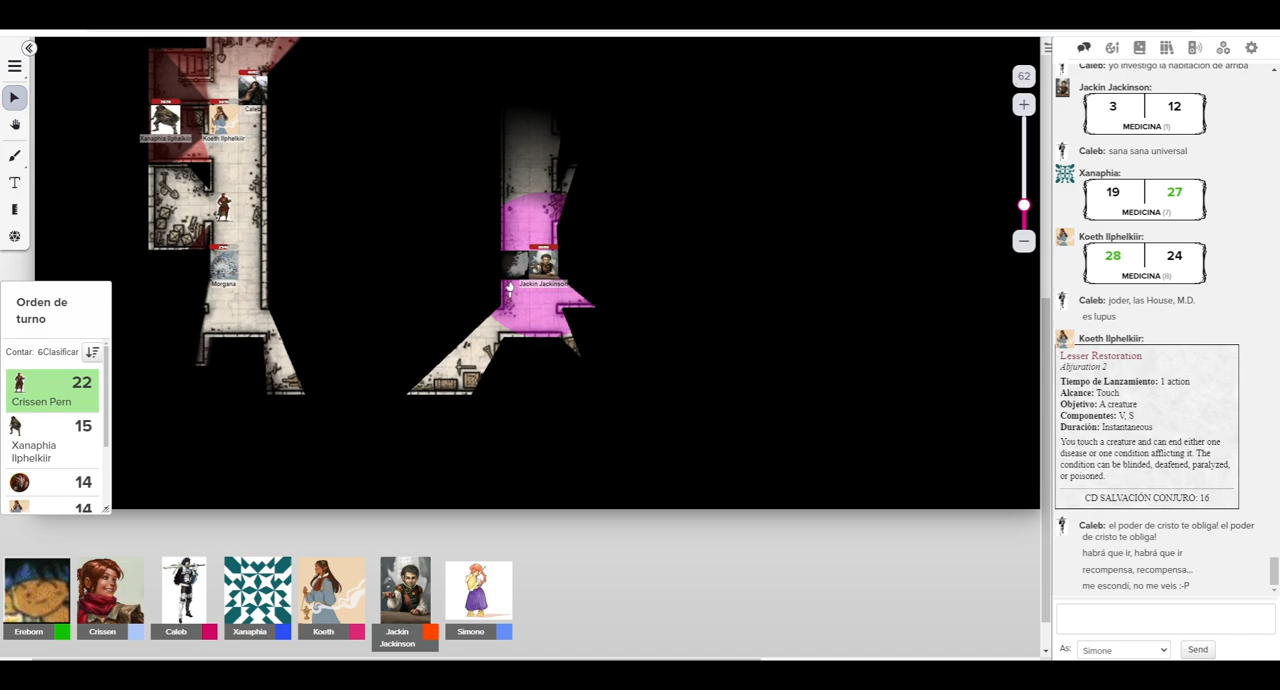 62
Caleb
Xanaphia Ilphelkiir
Koeth Ilphelkiir
Morgana
Jackin Jackinson
Orden de
turno
Contar: 6Clasificar
22
Crissen Pern
15
Xanaphia
Ilphelkiir
14
14
Ereborn
Crissen
Caleb
Xanaphia
Koeth
Jackin
Jackinson
Simone
Caleb: yo investigo la habitación de arriba
Jackin Jackinson:
3 12
MEDICINA (1)
Caleb: sana sana universal
Xanaphia:
19 27
MEDICINA (7)
Koeth Ilphelkiir:
28 24
MEDICINA (8)
Caleb: joder, las House, M.D.
es lupus
Koeth Ilphelkiir:
Lesser Restoration
Abjuration 2
Tiempo de Lanzamiento: 1 action
Alcance: Touch
Objetivo: A creature
Componentes: V, S
Duración: Instantaneous
You touch a creature and can end either one
disease or one condition afflicting it. The
condition can be blinded, deafened, paralyzed,
or poisoned.
CD SALVACIÓN CONJURO: 16
Caleb: el poder de cristo te obliga! el poder
de cristo te obliga!
habrá que ir, habrá que ir
recompensa, recompensa...
me escondí, no me veis :-P
As: Simone Send